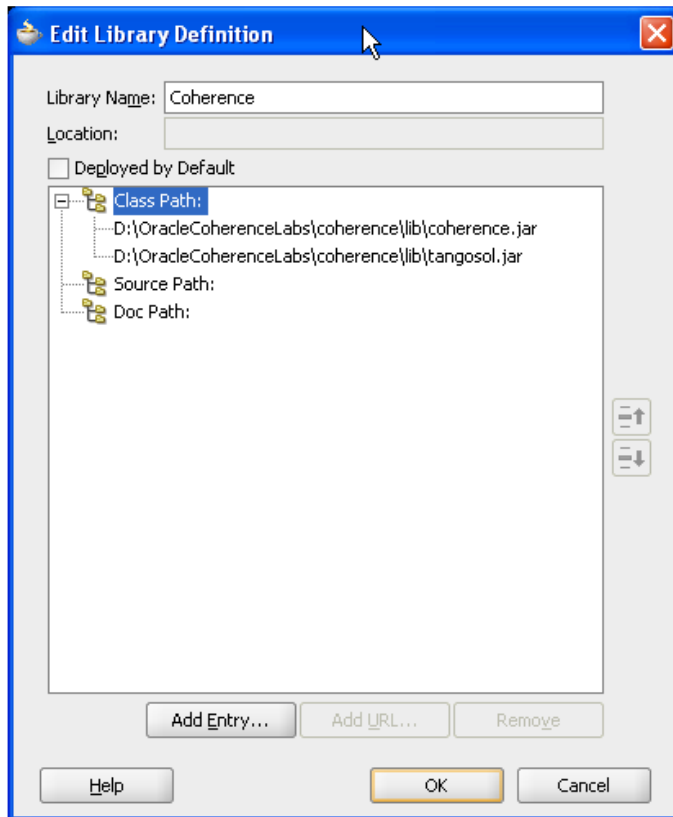 Edit Library Definition
Library Name: Coherence
Location:
Deployed by Default
Class Path:
D:\OracleCoherenceLabs\coherence\lib\coherence.jar
D:\OracleCoherenceLabs\coherence\lib\tangosol.jar
Source Path:
Doc Path:
Add Entry... Add URL... Remove
Help OK Cancel